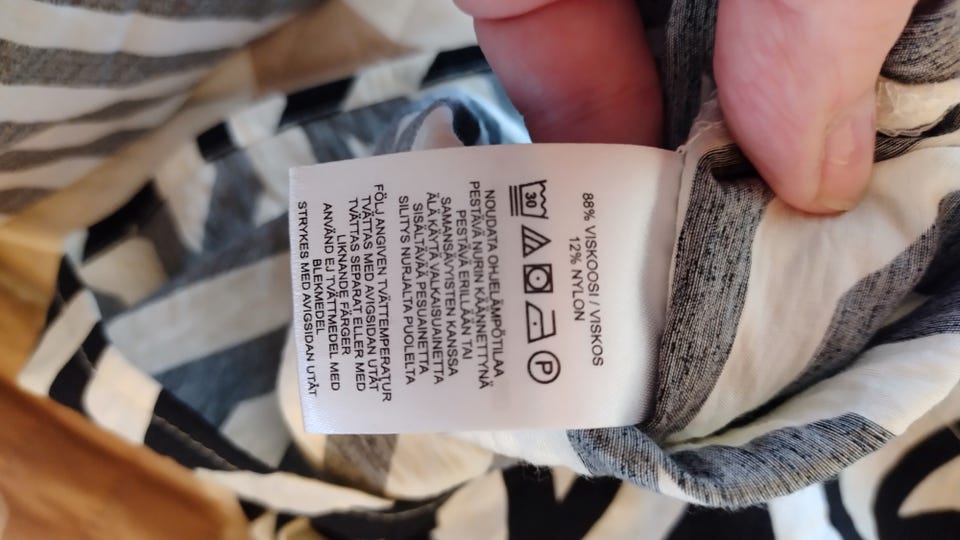 88% VISKOOSI / VISKOS
12% NYLON
30 P
NOUDATA OHJELÄMPÖTILAA
PESTÄVÄ NURIN KÄÄNNETTYNÄ
PESTÄVÄ ERILLÄÄN TAI
SAMANSÄVYISTEN KANSSA
ÄLÄ KÄYTÄ VALKAISUAINETTA
SISÄLTÄVÄÄ PESUAINETTA
SILITYS NURJALTA PUOLELTA
FÖLJ ANGIVEN TVÄTTEMPERATUR
TVÄTTAS MED AVIGSIDAN UTÅT
TVÄTTAS SEPARAT ELLER MED
LIKNANDE FÄRGER
ANVÄND EJ TVÄTTMEDEL MED
BLEKMEDEL
STRYKES MED AVIGSIDAN UTÅT